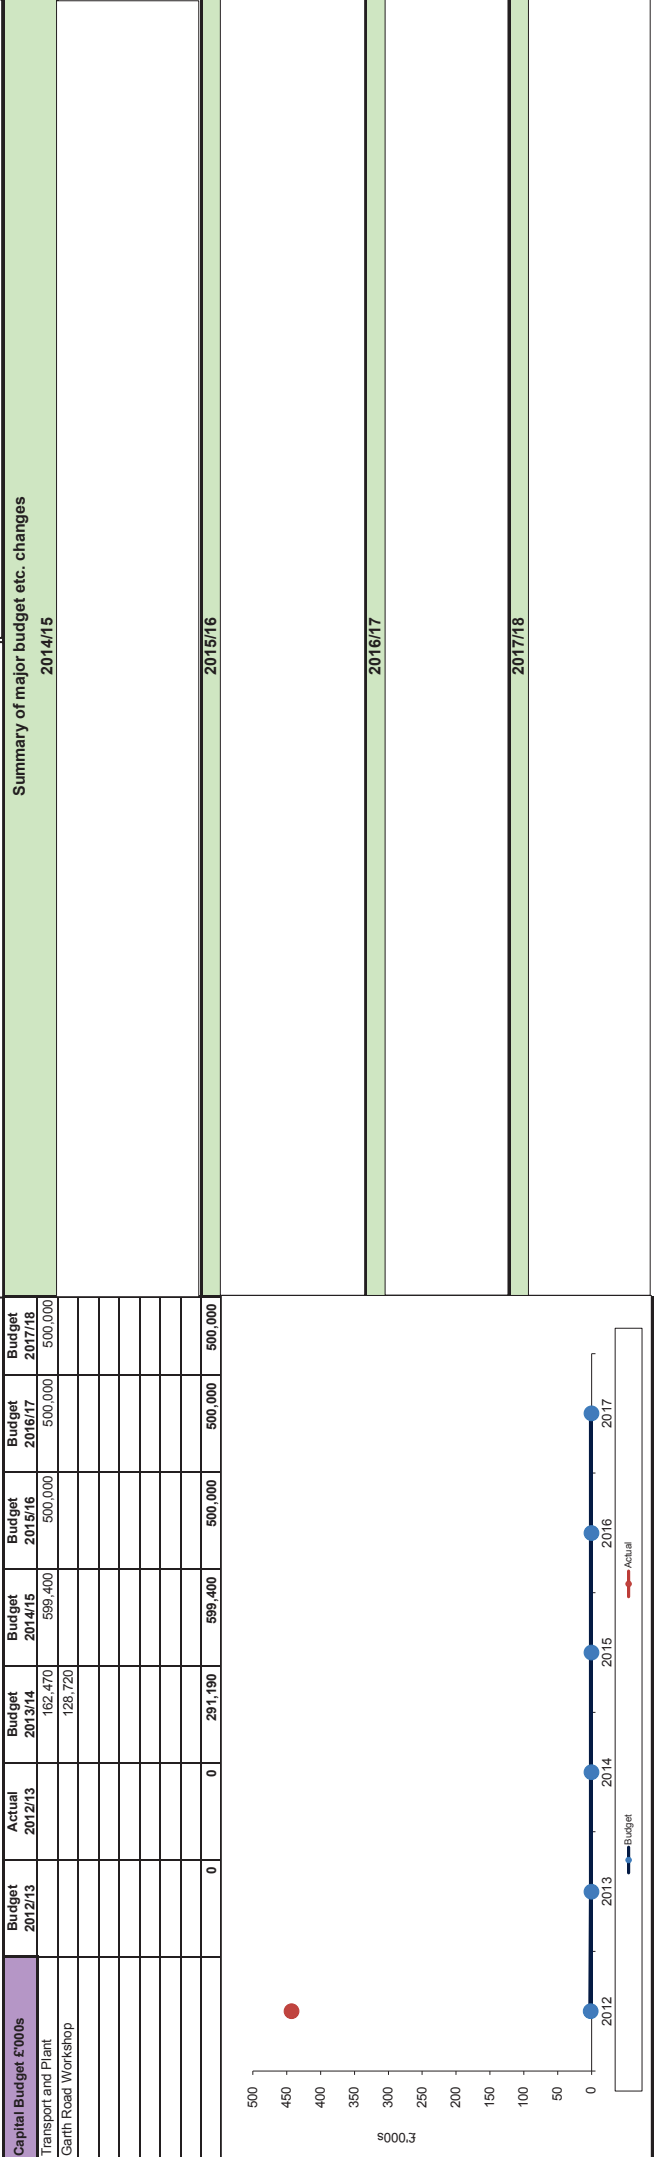 Capital Budget £'000s Budget 2012/13 Actual 2012/13 Budget 2013/14 Budget 2014/15 Budget 2015/16 Budget 2016/17 Budget 2017/18
Transport and Plant 162,470 599,400 500,000 500,000 500,000
Garth Road Workshop 128,720
0 0 291,190 599,400 500,000 500,000 500,000
500
450
400
350
300
250
200
150
100
50
0
£'000s
2012 2013 2014 2015 2016 2017
Budget Actual
Summary of major budget etc. changes
2014/15
2015/16
2016/17
2017/18